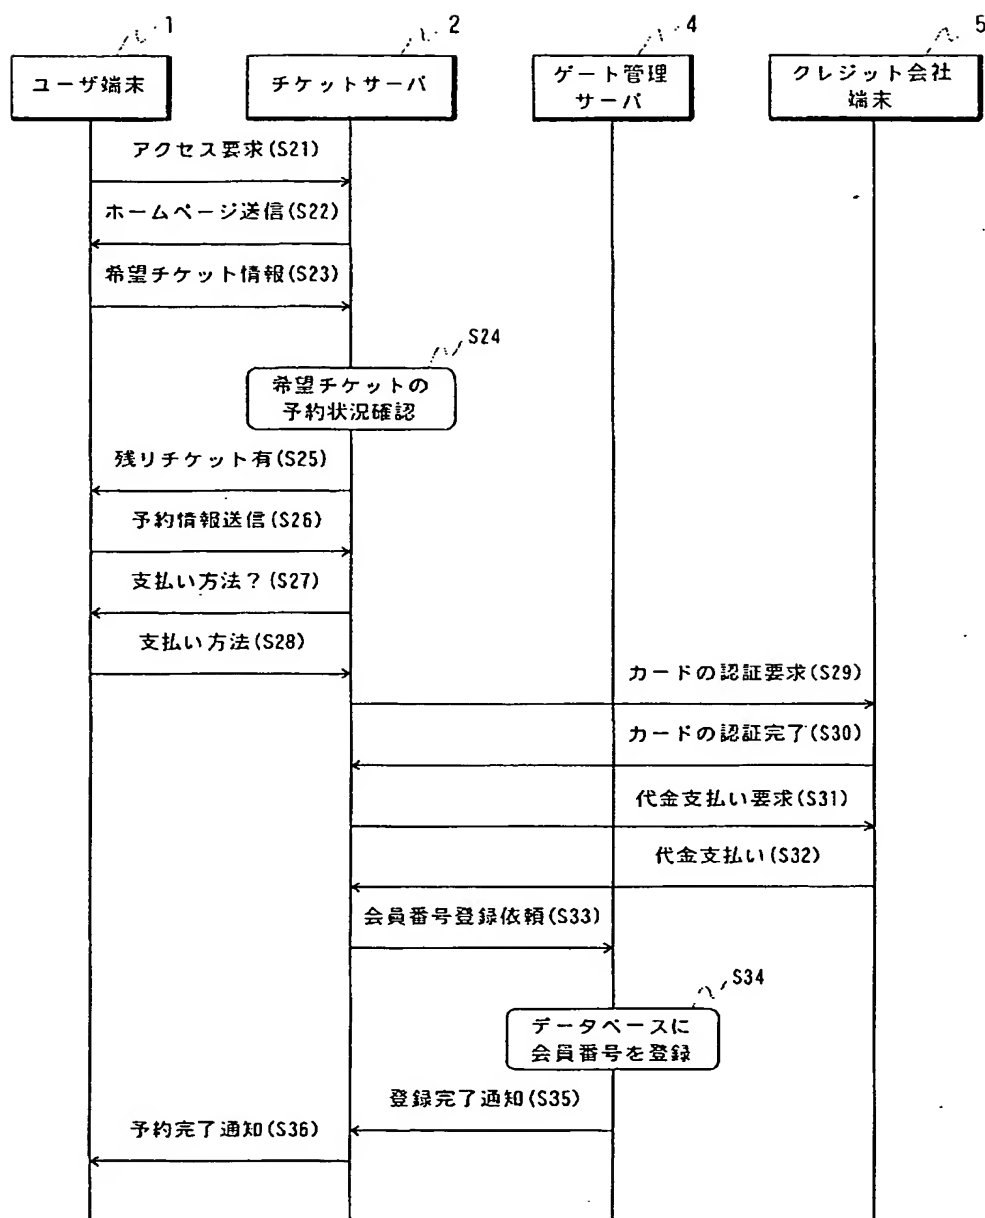 1
2
4
5
ユーザ端末
チケットサーバ
ゲート管理
サーバ
クレジット会社
端末
アクセス要求(S21)
ホームページ送信(S22)
希望チケット情報(S23)
S24
希望チケットの
予約状況確認
残りチケット有(S25)
予約情報送信(S26)
支払い方法?(S27)
支払い方法(S28)
カードの認証要求(S29)
カードの認証完了(S30)
代金支払い要求(S31)
代金支払い(S32)
会員番号登録依頼(S33)
S34
データベースに
会員番号を登録
登録完了通知(S35)
予約完了通知(S36)